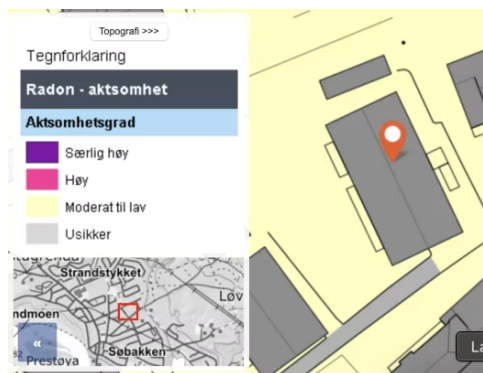 Topografi >>>
Tegnforklaring
Radon - aktsomhet
Aktsomhetsgrad
Særlig høy
Høy
Moderat til lav
Usikker
Strandstykket
Løv
ndmoen
«
Søbakken
Prestøya
La